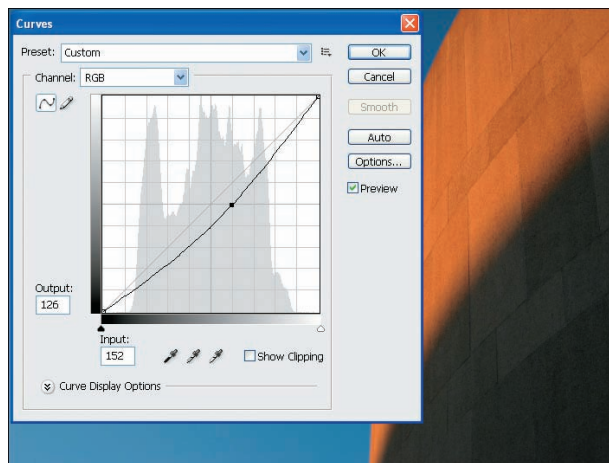 Curves
Preset: Custom
OK
Channel: RGB
Cancel
Smooth
Auto
Options...
Preview
Output:
126
Input:
152
Show Clipping
Curve Display Options